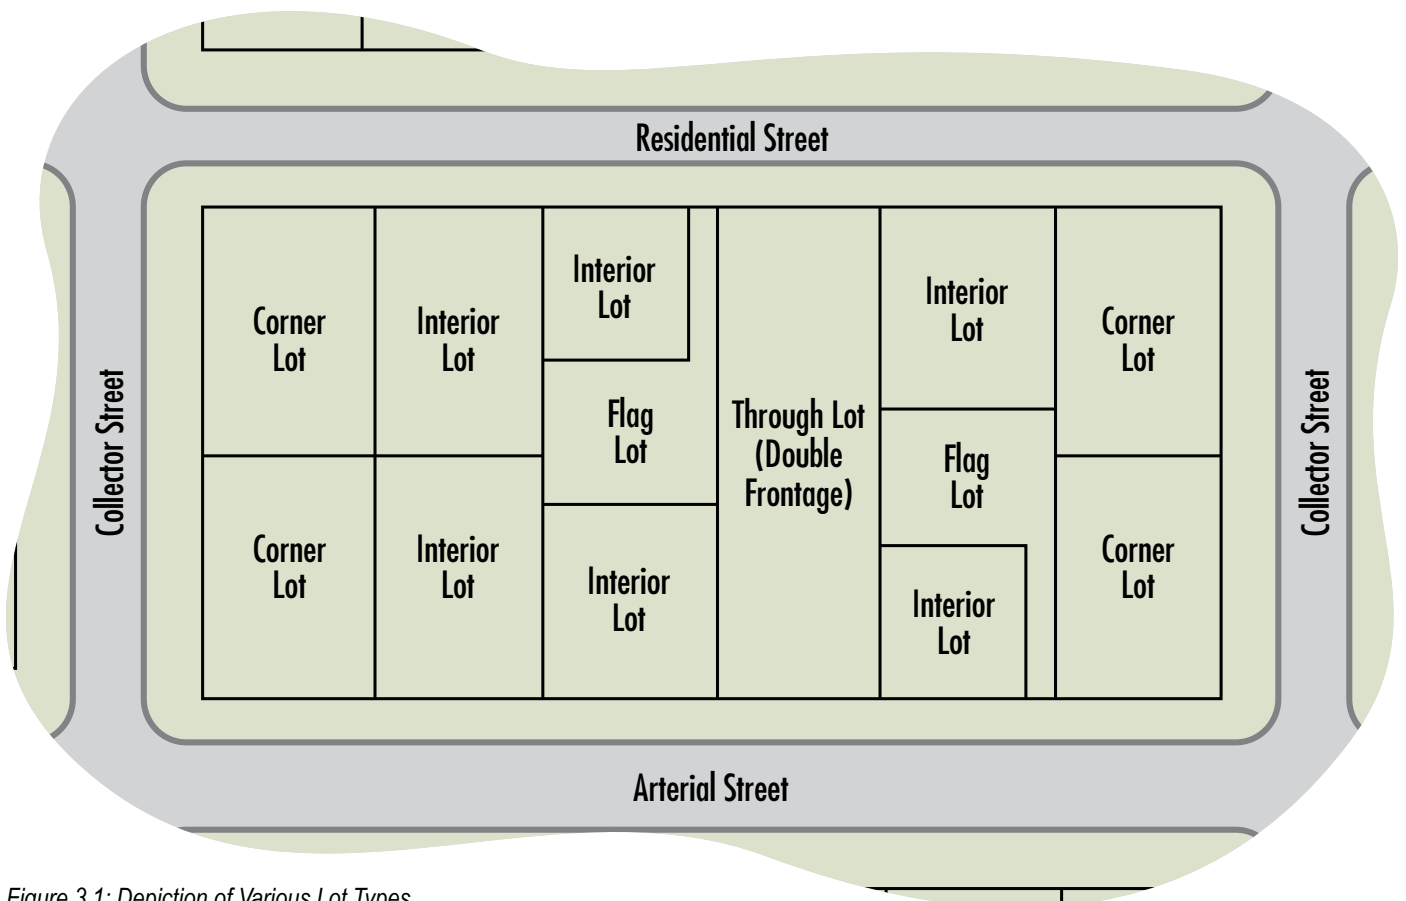 Residential Street
Interior
Lot
Interior
Lot
Corner
Lot
Interior
Lot
Corner
Lot
Flag
Lot
Through Lot
(Double
Frontage)
Flag
Lot
Collector Street
Collector Street
Corner
Lot
Interior
Lot
Interior
Lot
Interior
Lot
Corner
Lot
Arterial Street
Figure 3.1: Depiction of Various Lot Types